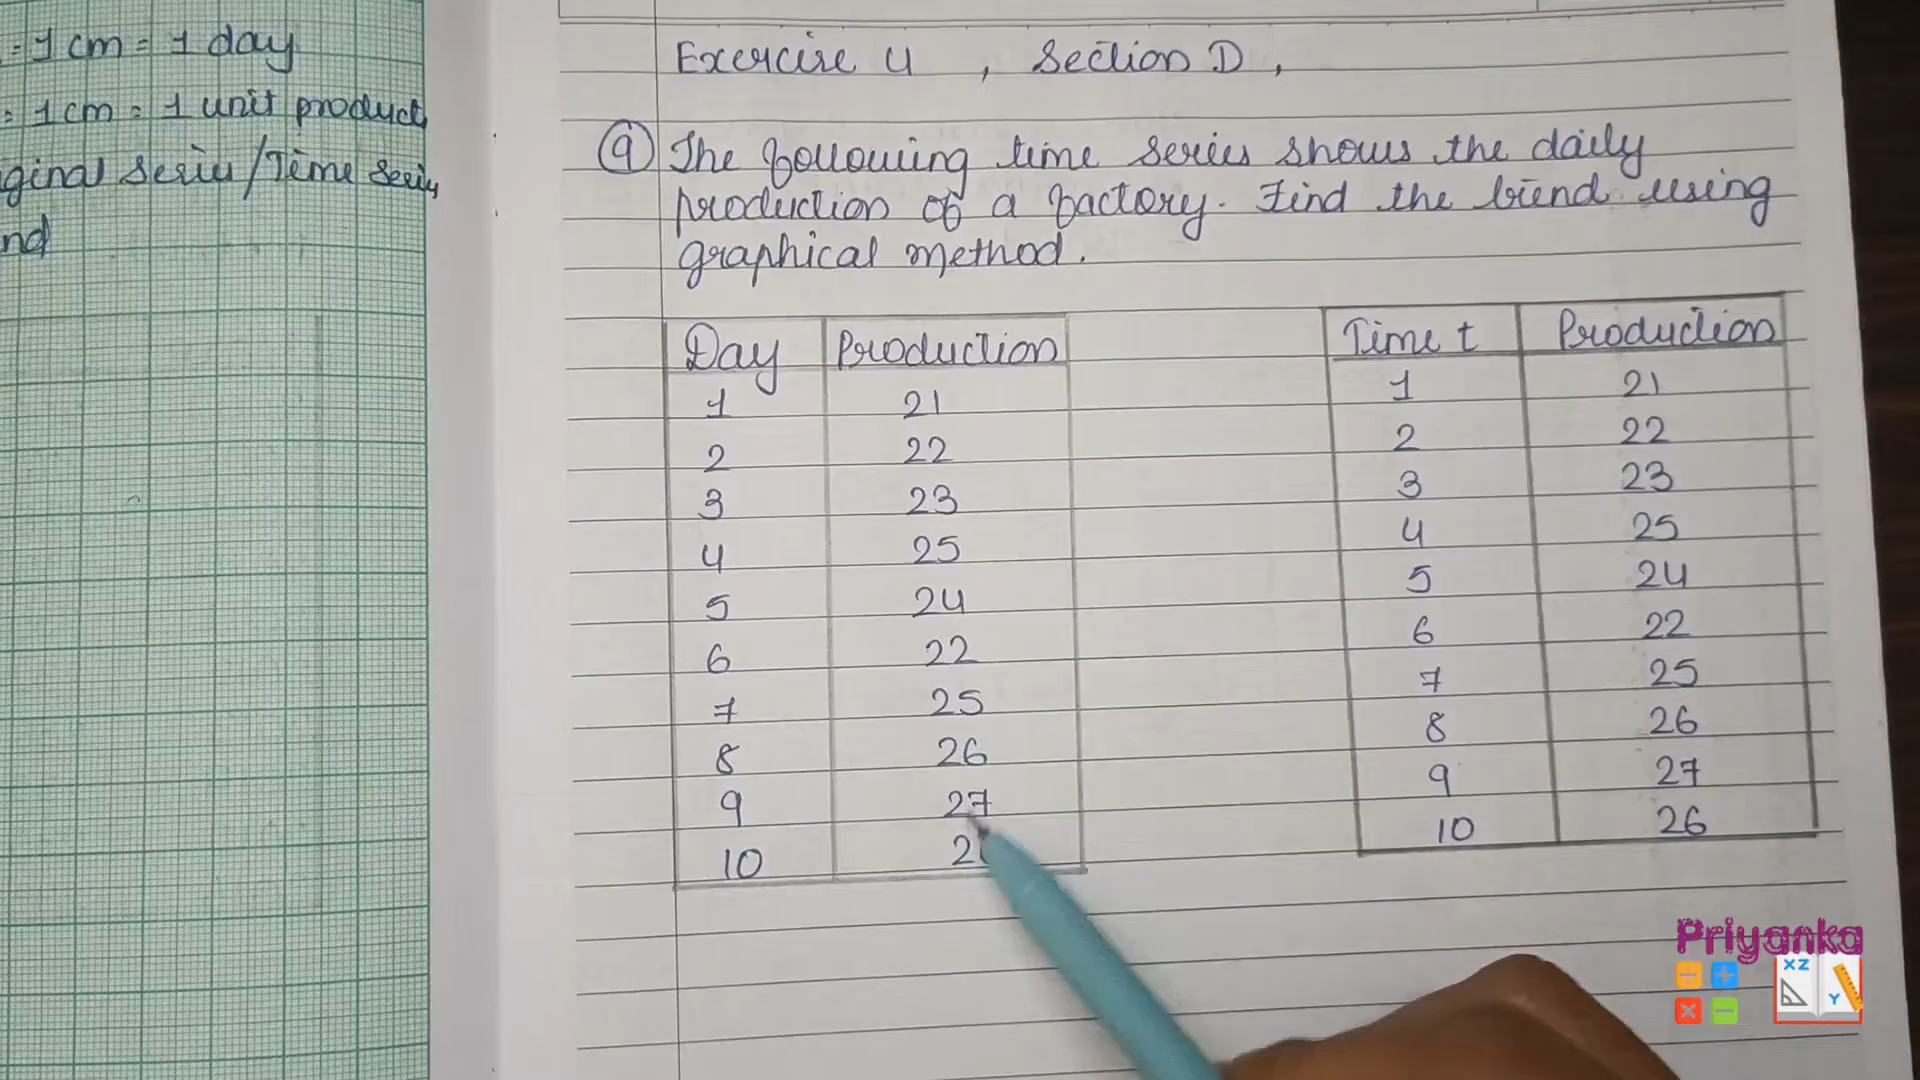 = 1 cm = 1 day
= 1 cm = 1 unit product
ginal series/Time Series
nd
Exercise 4 , Section D ,
9 The following time series shows the daily
production of a factory. Find the trend using
graphical method.
Day Production
1 21
2 22
3 23
4 25
5 24
6 22
7 25
8 26
9 27
10 2
Time t Production
1 21
2 22
3 23
4 25
5 24
6 22
7 25
8 26
9 27
10 26
Priyanka
XZ
Y